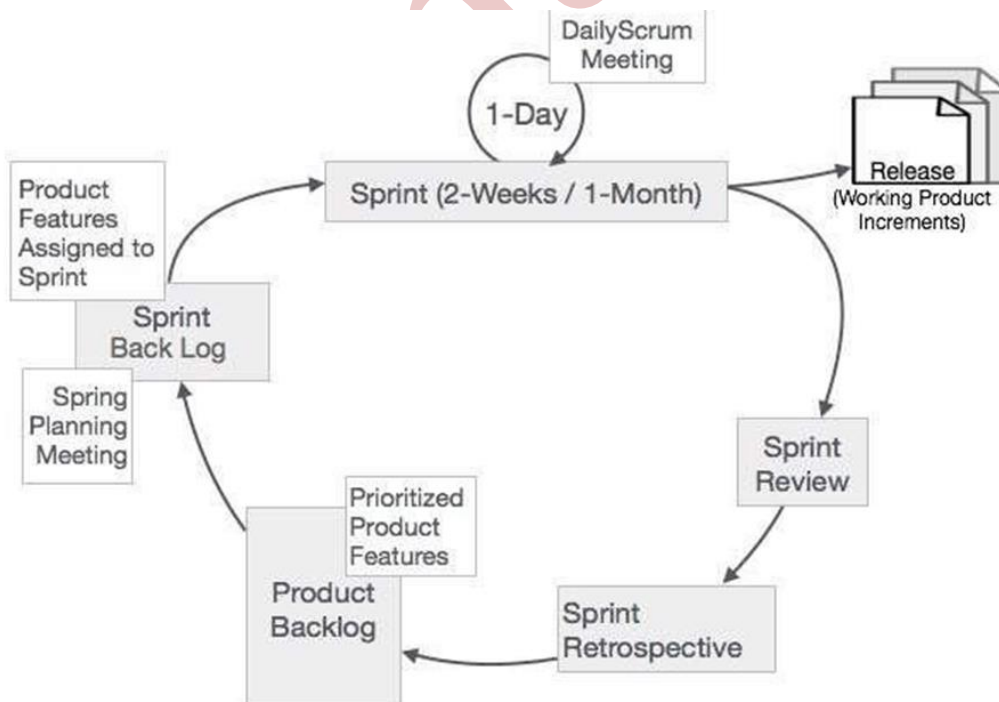 DailyScrum
Meeting
1-Day
Sprint (2-Weeks / 1-Month)
Release
(Working Product
Increments)
Product
Features
Assigned to
Sprint
Sprint
Back Log
Spring
Planning
Meeting
Prioritized
Product
Features
Product
Backlog
Sprint
Review
Sprint
Retrospective